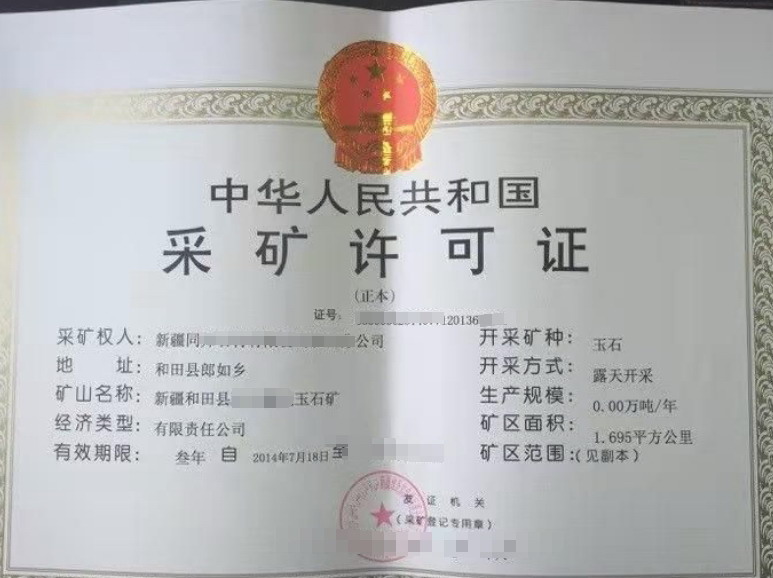 中华人民共和国
采矿许可证
(正本)
证号: 120136
采矿权人: 新疆同 公司
地 址: 和田县郎如乡
矿山名称: 新疆和田县 玉石矿
经济类型: 有限责任公司
有效期限: 叁年 自 2014年7月18日 至
开采矿种: 玉石
开采方式: 露天开采
生产规模: 0.00万吨/年
矿区面积: 1.695平方公里
矿区范围: (见副本)
发证机关
(采矿登记专用章)